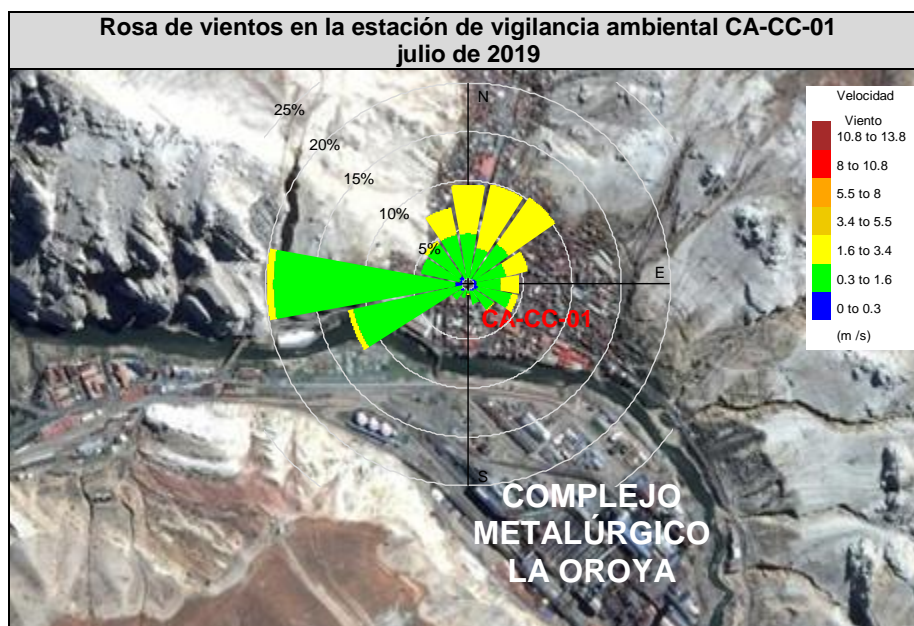 Rosa de vientos en la estación de vigilancia ambiental CA-CC-01
julio de 2019
N
25%
20%
15%
10%
5%
E
CA-CC-01
S
COMPLEJO
METALÚRGICO
LA OROYA
Velocidad
Viento
10.8 to 13.8
8 to 10.8
5.5 to 8
3.4 to 5.5
1.6 to 3.4
0.3 to 1.6
0 to 0.3
(m /s)